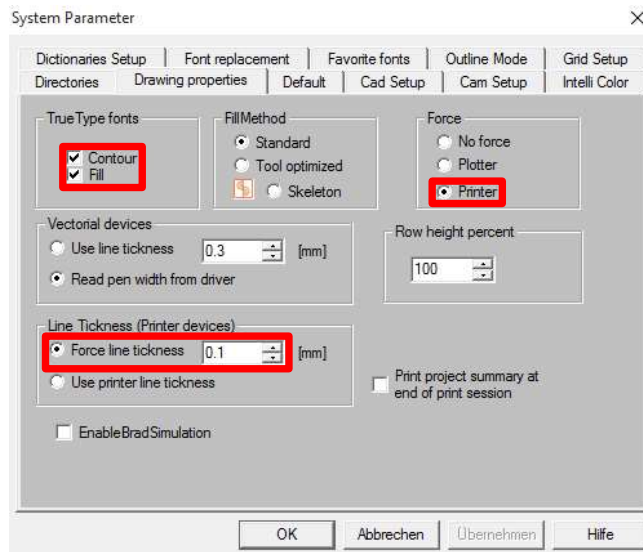 System Parameter
Dictionaries Setup Font replacement Favorite fonts Outline Mode Grid Setup
Directories Drawing properties Default Cad Setup Cam Setup Intelli Color
TrueType fonts
Contour
Fill
FillMethod
Standard
Tool optimized
Skeleton
Force
No force
Plotter
Printer
Vectorial devices
Use line tickness 0.3 [mm]
Read pen width from driver
Row height percent
100
Line Tickness (Printer devices)
Force line tickness 0.1 [mm]
Use printer line tickness
Print project summary at
end of print session
EnableBradSimulation
OK Abbrechen Übernehmen Hilfe